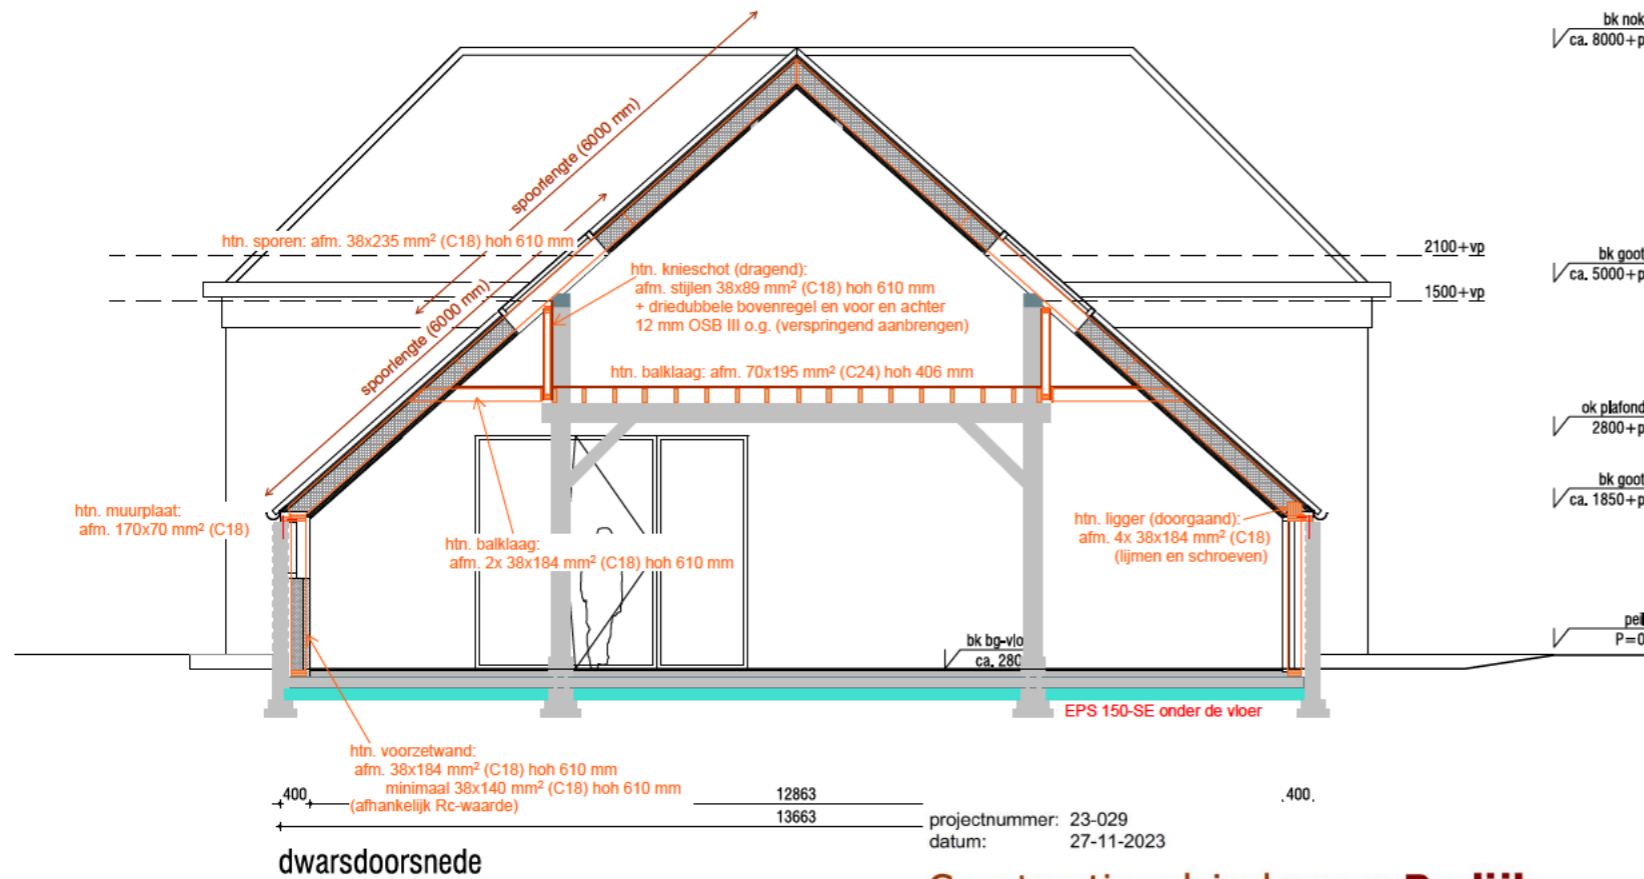 bk nok
ca. 8000+p
spoorlengte (6000 mm)
htn. sporen: afm. 38x235 mm² (C18) hoh 610 mm
2100+vp
bk goot
ca. 5000+p
htn. knieschot (dragend):
afm. stijlen 38x89 mm² (C18) hoh 610 mm
+ driedubbele bovenregel en voor en achter
12 mm OSB III o.g. (verspringend aanbrengen)
1500+vp
spoorlengte (6000 mm)
htn. balklaag: afm. 70x195 mm² (C24) hoh 406 mm
ok plafond
2800+p
bk goot
ca. 1850+p
htn. muurplaat:
afm. 170x70 mm² (C18)
htn. ligger (doorgaand):
afm. 4x 38x184 mm² (C18)
(lijmen en schroeven)
htn. balklaag:
afm. 2x 38x184 mm² (C18) hoh 610 mm
bk bg-vlo
ca. 280
peil
P=0
EPS 150-SE onder de vloer
htn. voorzetwand:
afm. 38x184 mm² (C18) hoh 610 mm
minimaal 38x140 mm² (C18) hoh 610 mm
(afhankelijk Rc-waarde)
400
12863
400
13663
projectnummer: 23-029
datum: 27-11-2023
dwarsdoorsnede